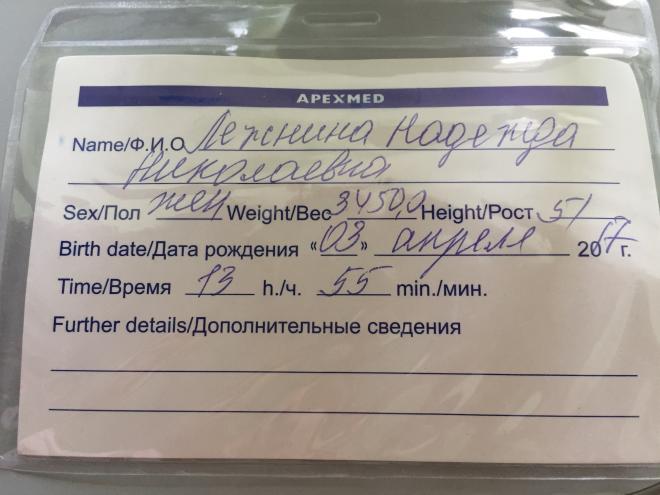 APEXMED
Name/Ф.И.О. Лежнина Надежда
Николаевна
Sex/Пол жен Weight/Вес 3450,0 Height/Рост 51
Birth date/Дата рождения «03» апреля 2017 г.
Time/Время 13 h./ч. 55 min./мин.
Further details/Дополнительные сведения